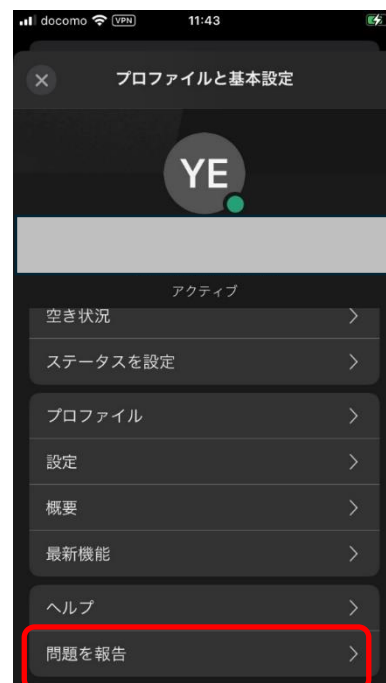 docomo VPN 11:43
プロファイルと基本設定
YE
アクティブ
空き状況
ステータスを設定
プロファイル
設定
概要
最新機能
ヘルプ
問題を報告